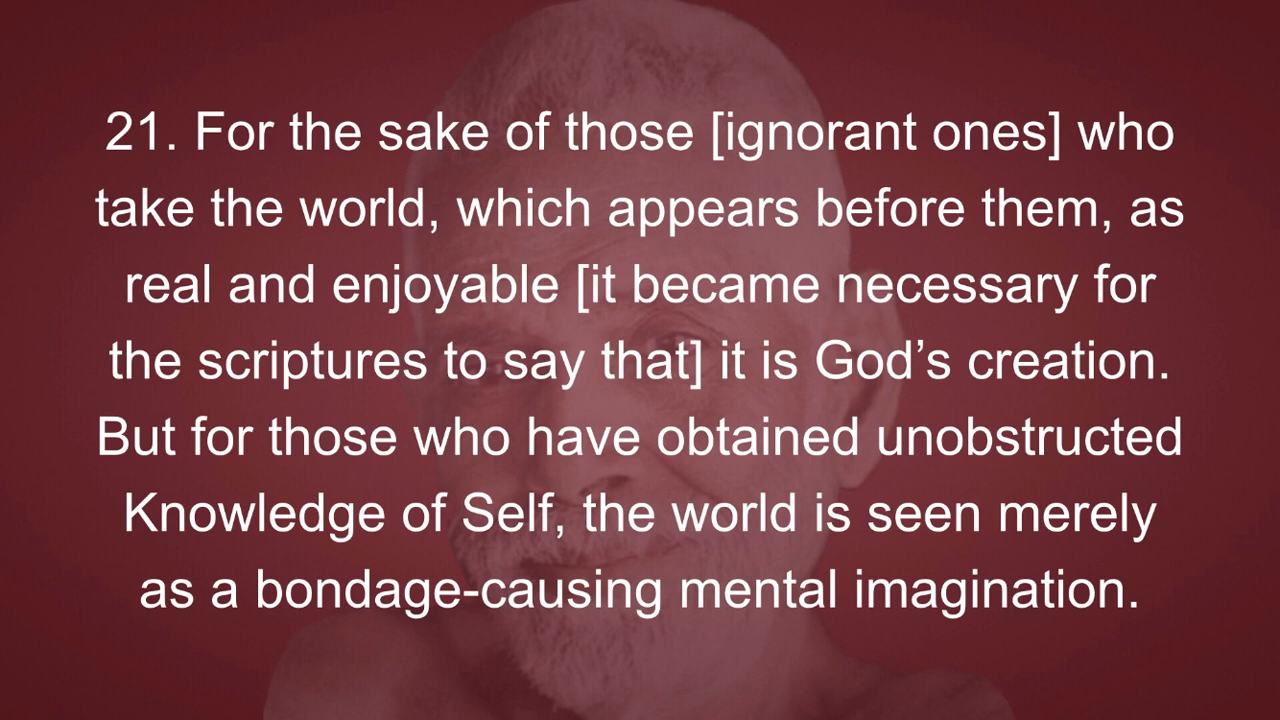 21. For the sake of those [ignorant ones] who
take the world, which appears before them, as
real and enjoyable [it became necessary for
the scriptures to say that] it is God’s creation.
But for those who have obtained unobstructed
Knowledge of Self, the world is seen merely
as a bondage-causing mental imagination.